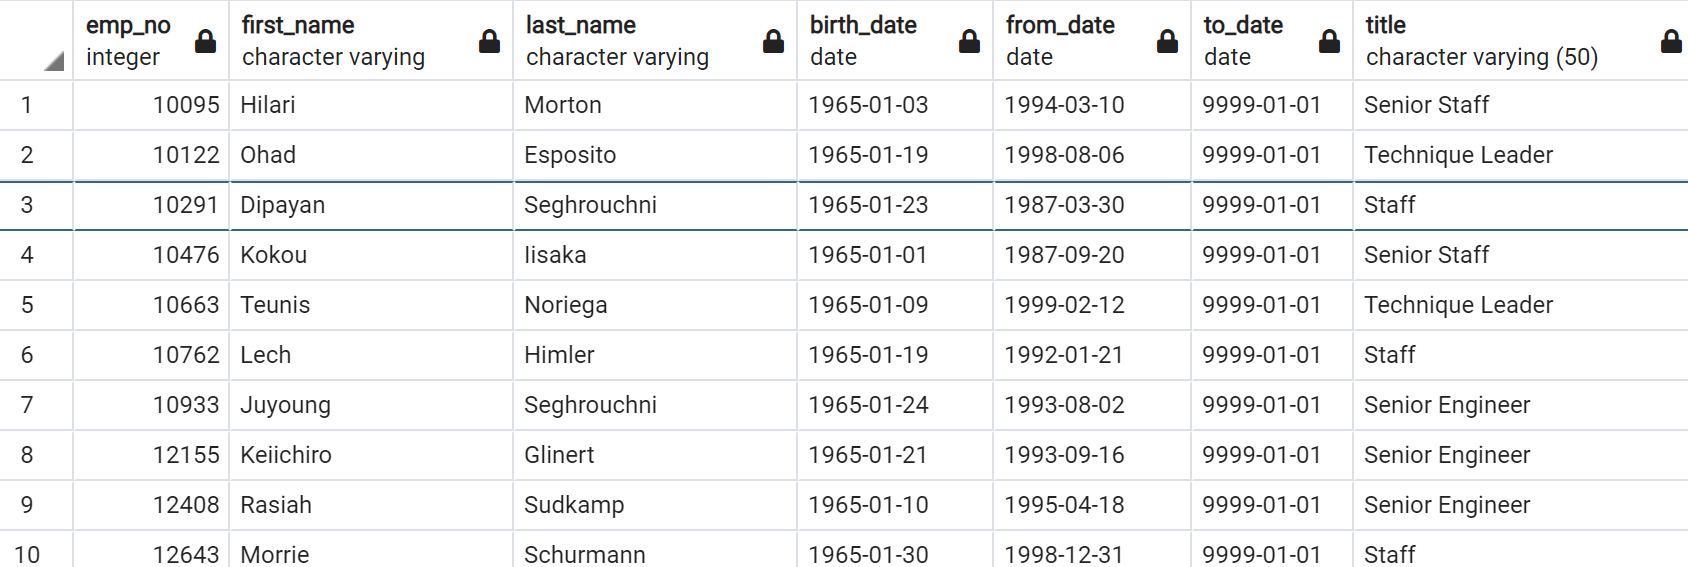 emp_no first_name last_name birth_date from_date to_date title
integer character varying character varying date date date character varying (50)
1 10095 Hilari Morton 1965-01-03 1994-03-10 9999-01-01 Senior Staff
2 10122 Ohad Esposito 1965-01-19 1998-08-06 9999-01-01 Technique Leader
3 10291 Dipayan Seghrouchni 1965-01-23 1987-03-30 9999-01-01 Staff
4 10476 Kokou Iisaka 1965-01-01 1987-09-20 9999-01-01 Senior Staff
5 10663 Teunis Noriega 1965-01-09 1999-02-12 9999-01-01 Technique Leader
6 10762 Lech Himler 1965-01-19 1992-01-21 9999-01-01 Staff
7 10933 Juyoung Seghrouchni 1965-01-24 1993-08-02 9999-01-01 Senior Engineer
8 12155 Keiichiro Glinert 1965-01-21 1993-09-16 9999-01-01 Senior Engineer
9 12408 Rasiah Sudkamp 1965-01-10 1995-04-18 9999-01-01 Senior Engineer
10 12643 Morrie Schurmann 1965-01-30 1998-12-31 9999-01-01 Staff